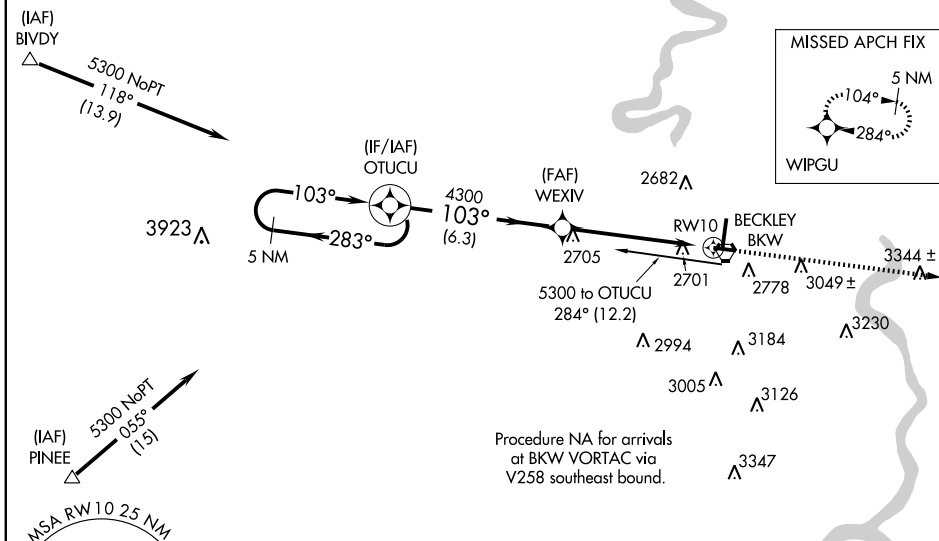 (IAF)
BIVDY
5300 NoPT
118°
(13.9)
MISSED APCH FIX
5 NM
104°
284°
WIPGU
(IF/IAF)
OTUCU
103°
283°
5 NM
4300
103°
(6.3)
(FAF)
WEXIV
2682
3923
RW10
BECKLEY
BKW
2705
2701
2778
3049 ±
3344 ±
5300 to OTUCU
284° (12.2)
2994
3184
3230
3005
3126
3347
5300 NoPT
055°
(15)
(IAF)
PINEE
Procedure NA for arrivals
at BKW VORTAC via
V258 southeast bound.
MSA RW10 25 NM